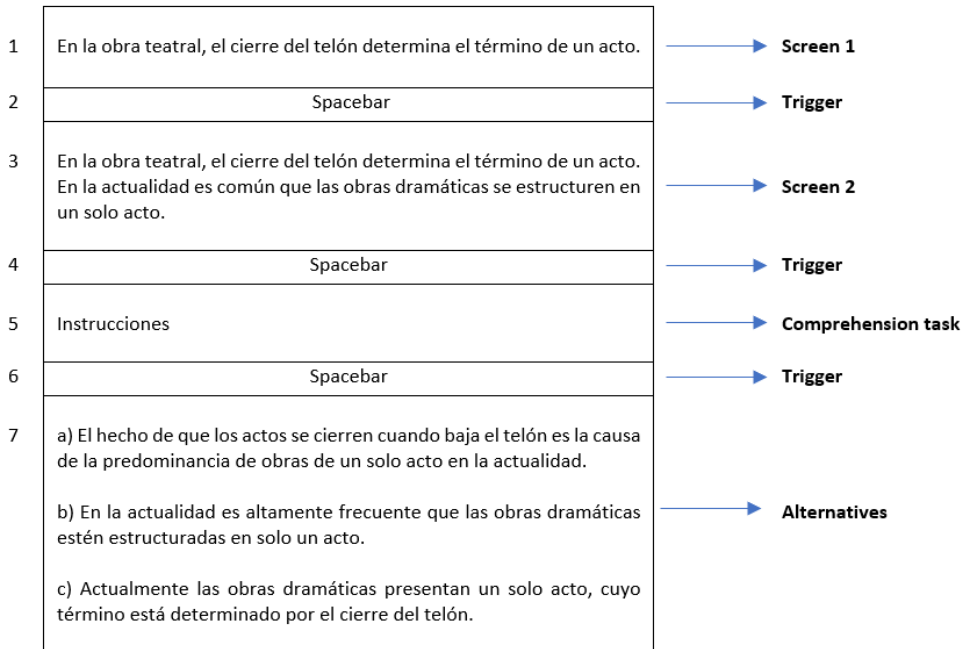 1 En la obra teatral, el cierre del telón determina el término de un acto. Screen 1
2 Spacebar Trigger
3 En la obra teatral, el cierre del telón determina el término de un acto.
En la actualidad es común que las obras dramáticas se estructuren en Screen 2
un solo acto.
4 Spacebar Trigger
5 Instrucciones Comprehension task
6 Spacebar Trigger
7 a) El hecho de que los actos se cierren cuando baja el telón es la causa
de la predominancia de obras de un solo acto en la actualidad.
b) En la actualidad es altamente frecuente que las obras dramáticas Alternatives
estén estructuradas en solo un acto.
c) Actualmente las obras dramáticas presentan un solo acto, cuyo
término está determinado por el cierre del telón.